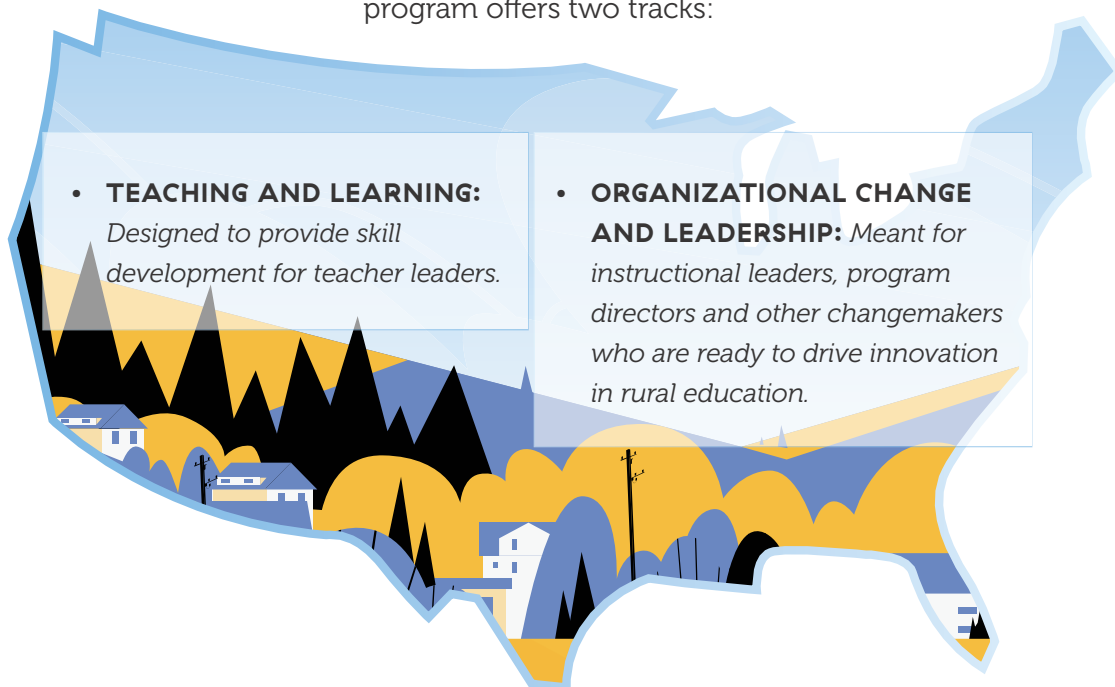 program offers two tracks:
• TEACHING AND LEARNING:
Designed to provide skill
development for teacher leaders.
• ORGANIZATIONAL CHANGE
AND LEADERSHIP: Meant for
instructional leaders, program
directors and other changemakers
who are ready to drive innovation
in rural education.